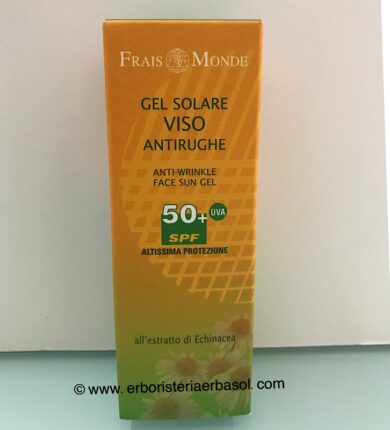 FRAIS MONDE
GEL SOLARE
VISO
ANTIRUGHE
ANTI-WRINKLE
FACE SUN GEL
50+ UVA
SPF
ALTISSIMA PROTEZIONE
all'estratto di Echinacea
© www. erboristeriaerbasol. com